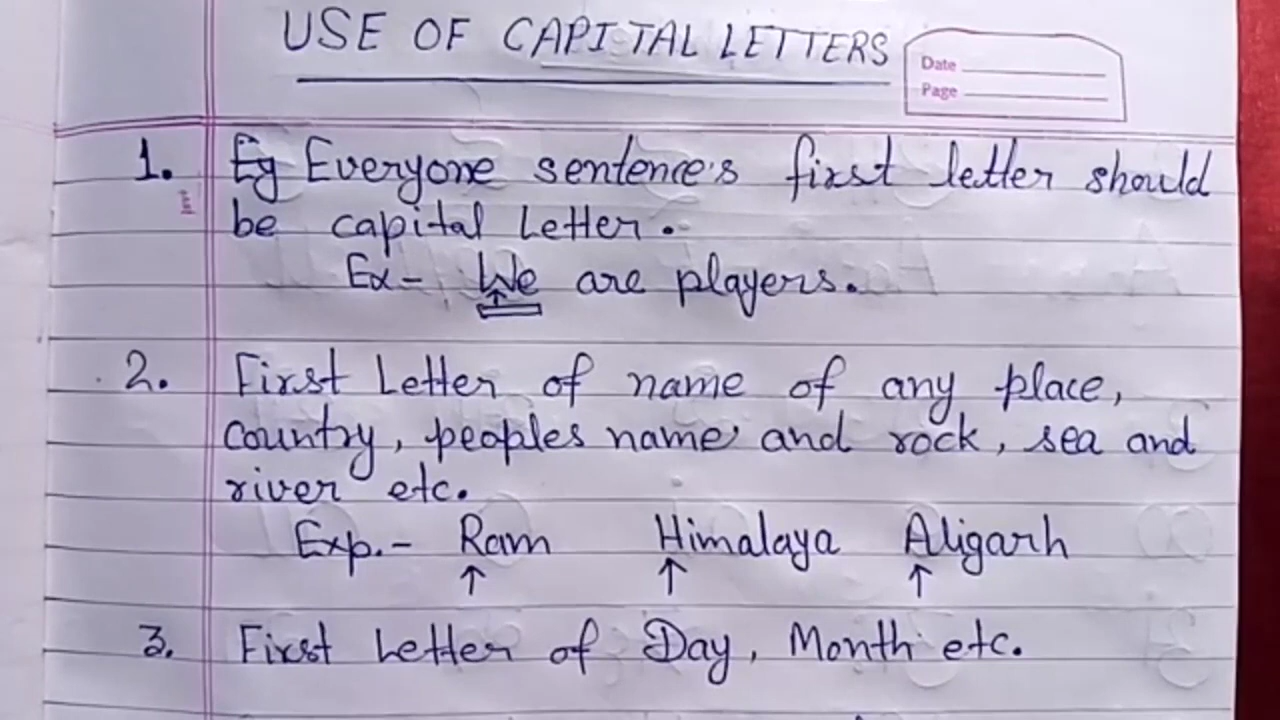 USE OF CAPITAL LETTERS
Date
Page
1. Eg Everyone sentence's first letter should
be capital letter.
Ex- We are players.
2. First Letter of name of any place,
country, peoples name and rock, sea and
river etc.
Exp.- Ram Himalaya Aligarh
3. First Letter of Day, Month etc.